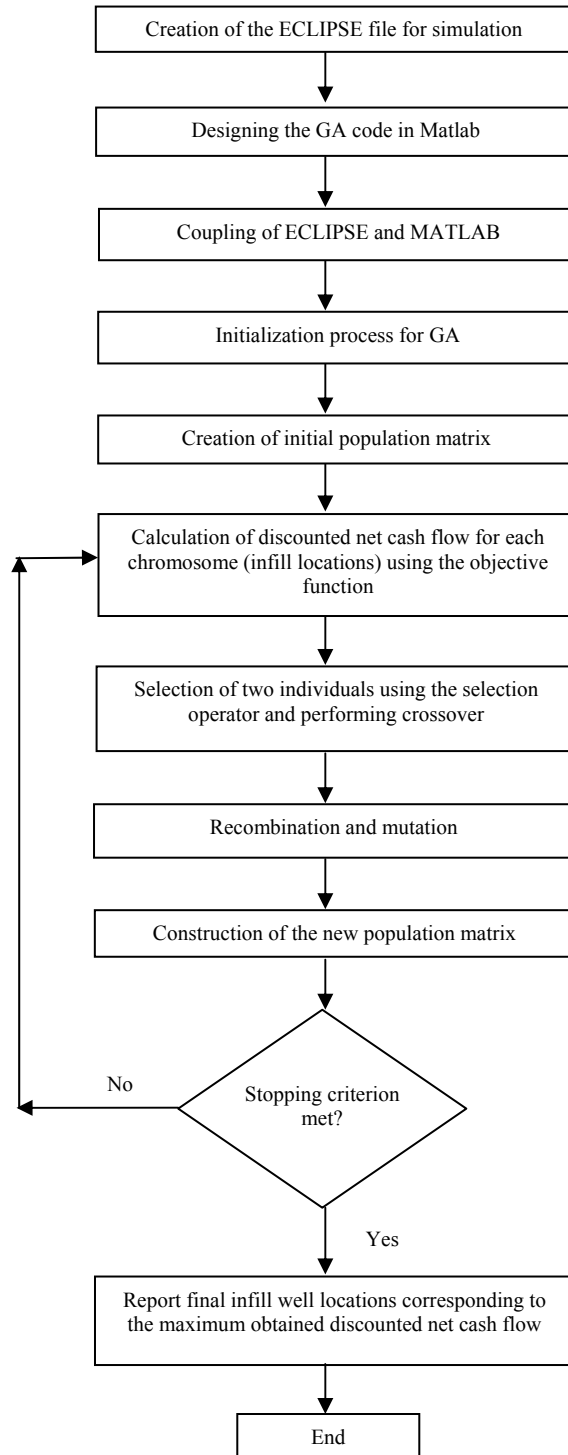 Creation of the ECLIPSE file for simulation
Designing the GA code in Matlab
Coupling of ECLIPSE and MATLAB
Initialization process for GA
Creation of initial population matrix
Calculation of discounted net cash flow for each
chromosome (infill locations) using the objective
function
Selection of two individuals using the selection
operator and performing crossover
Recombination and mutation
Construction of the new population matrix
No
Stopping criterion
met?
Yes
Report final infill well locations corresponding to
the maximum obtained discounted net cash flow
End